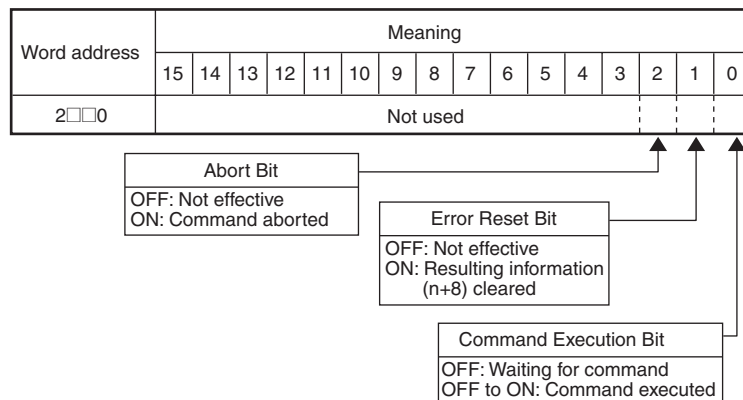 Word address
Meaning
15 14 13 12 11 10 9 8 7 6 5 4 3 2 1 0
2□□0
Not used
Abort Bit
OFF: Not effective
ON: Command aborted
Error Reset Bit
OFF: Not effective
ON: Resulting information
(n+8) cleared
Command Execution Bit
OFF: Waiting for command
OFF to ON: Command executed